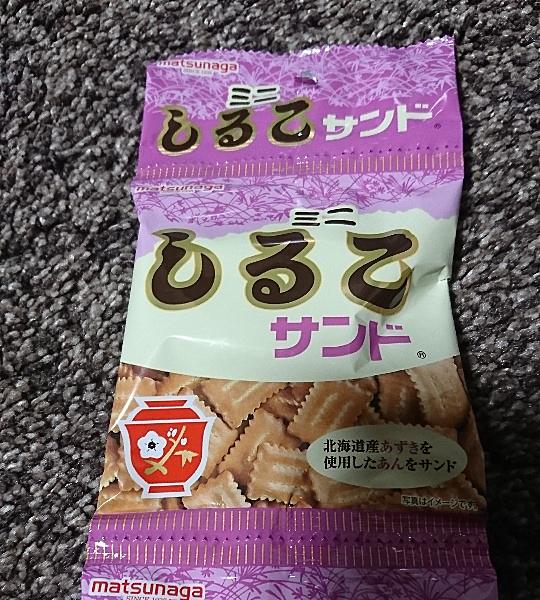 matsunaga
ミニ
しるこサンド®
matsunaga
ミニ
しるこ
サンド®
北海道産あずきを
使用したあんをサンド
写真はイメージです。
matsunaga